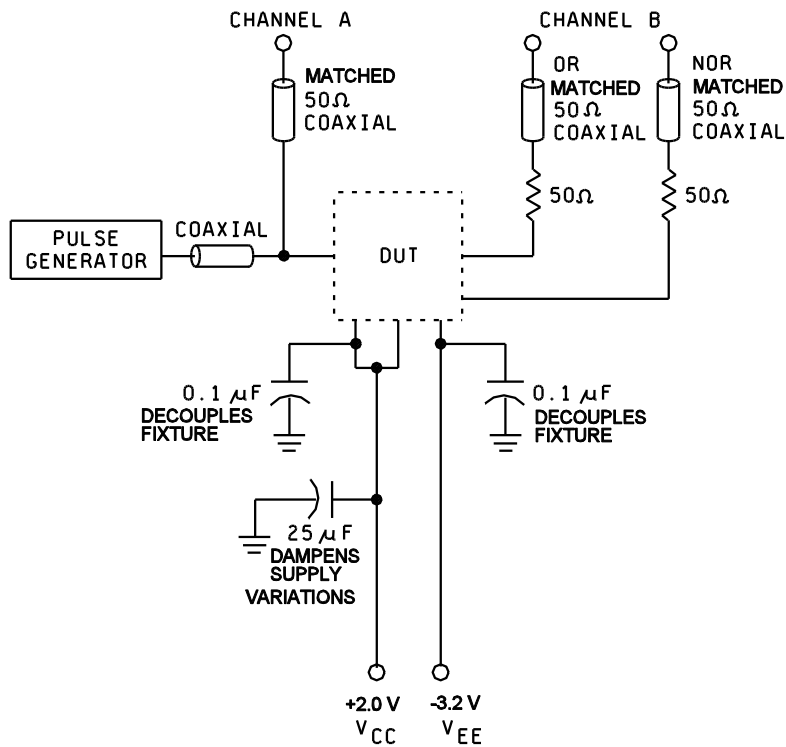 CHANNEL A
MATCHED
50Ω
COAXIAL
CHANNEL B
OR
MATCHED
50Ω
COAXIAL
NOR
MATCHED
50Ω
COAXIAL
50Ω
50Ω
PULSE
GENERATOR
COAXIAL
DUT
0.1 µF
DECOUPLES
FIXTURE
0.1 µF
DECOUPLES
FIXTURE
25 µF
DAMPENS
SUPPLY
VARIATIONS
+2.0 V
VCC
-3.2 V
VEE